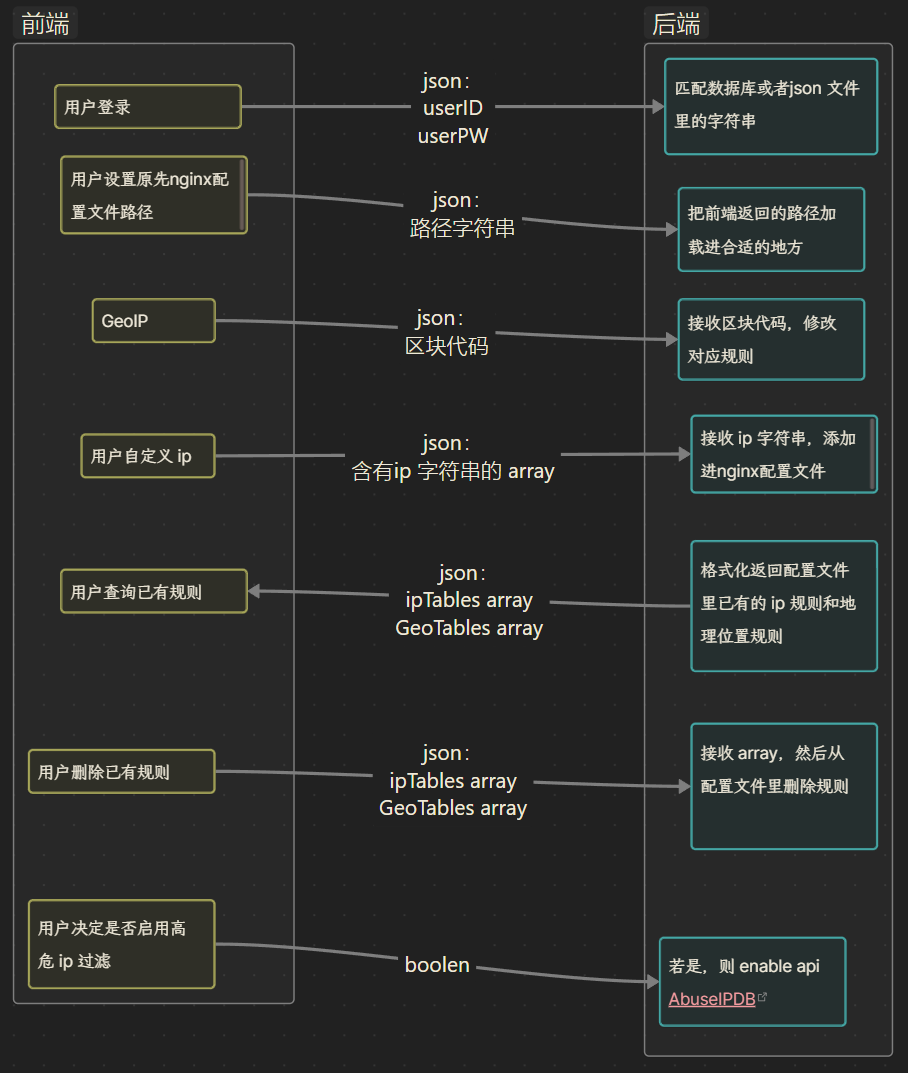 前端
后端
用户登录
json：
userID
userPW
匹配数据库或者json 文件
里的字符串
用户设置原先nginx配
置文件路径
json：
路径字符串
把前端返回的路径加
载进合适的地方
GeoIP
json：
区块代码
接收区块代码，修改
对应规则
用户自定义 ip
json：
含有ip 字符串的 array
接收 ip 字符串，添加
进nginx配置文件
用户查询已有规则
json：
ipTables array
GeoTables array
格式化返回配置文件
里已有的 ip 规则和地
理位置规则
用户删除已有规则
json：
ipTables array
GeoTables array
接收 array，然后从
配置文件里删除规则
用户决定是否启用高
危 ip 过滤
boolen
若是，则 enable api
AbuseIPDB